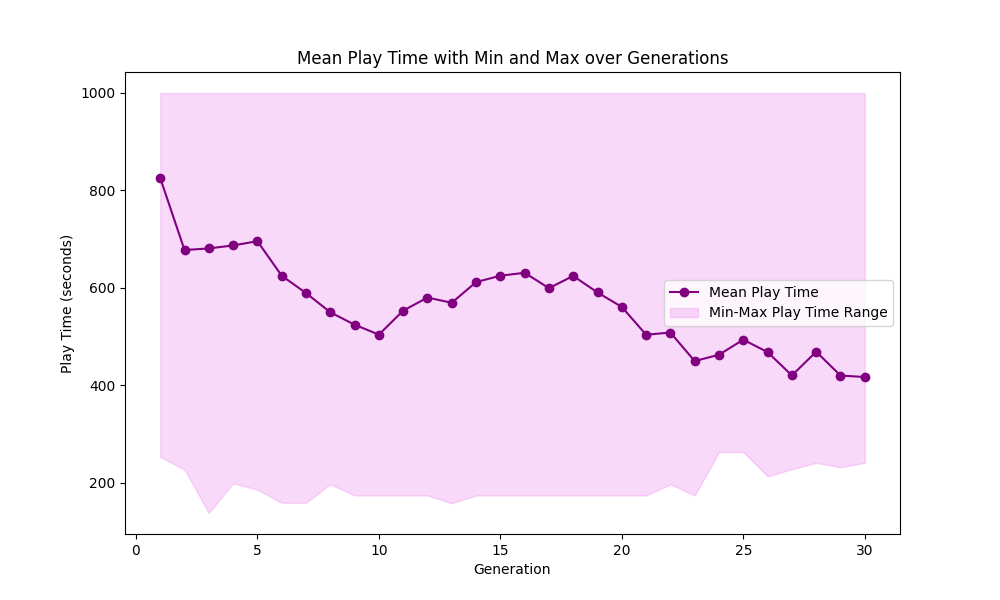 Mean Play Time with Min and Max over Generations
1000
800
600
400
200
Play Time (seconds)
Mean Play Time
Min-Max Play Time Range
0 5 10 15 20 25 30
Generation